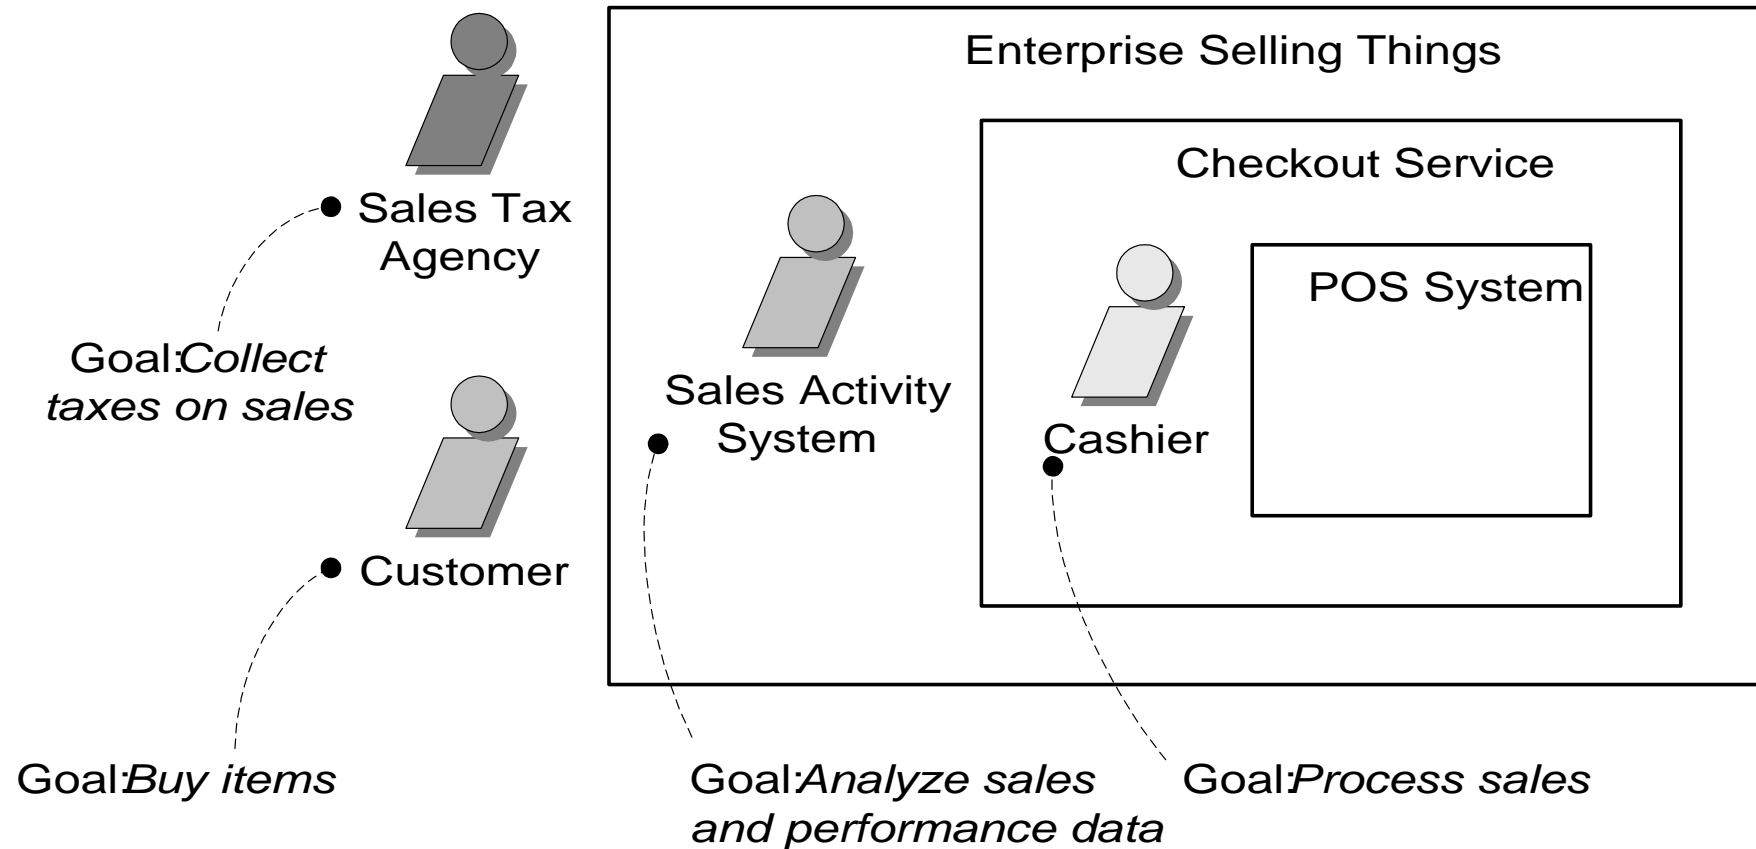 Enterprise Selling Things
Checkout Service
POS System
Sales Tax
Agency
Goal:Collect
taxes on sales
Customer
Goal:Buy items
Sales Activity
System
Cashier
Goal:Analyze sales
and performance data
Goal:Process sales